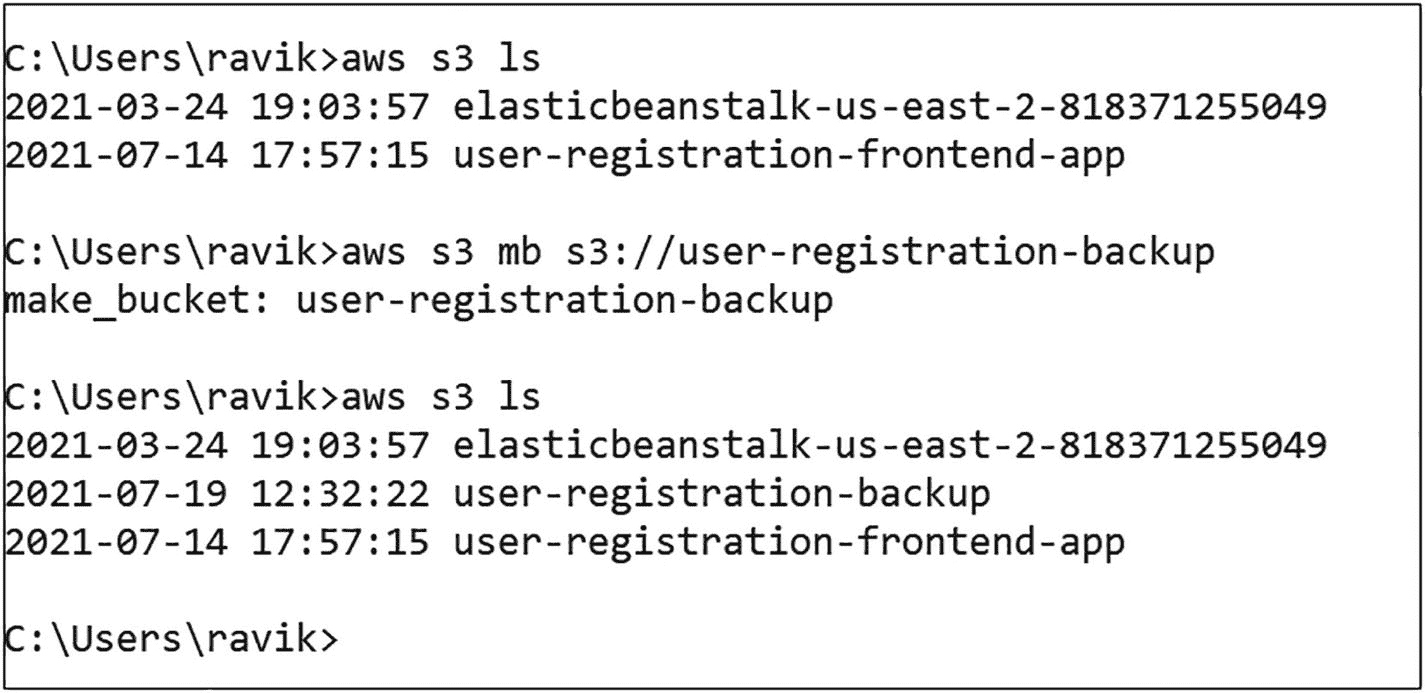 C:\Users\ravik>aws s3 ls
2021-03-24 19:03:57 elasticbeanstalk-us-east-2-818371255049
2021-07-14 17:57:15 user-registration-frontend-app
C:\Users\ravik>aws s3 mb s3://user-registration-backup
make_bucket: user-registration-backup
C:\Users\ravik>aws s3 ls
2021-03-24 19:03:57 elasticbeanstalk-us-east-2-818371255049
2021-07-19 12:32:22 user-registration-backup
2021-07-14 17:57:15 user-registration-frontend-app
C:\Users\ravik>